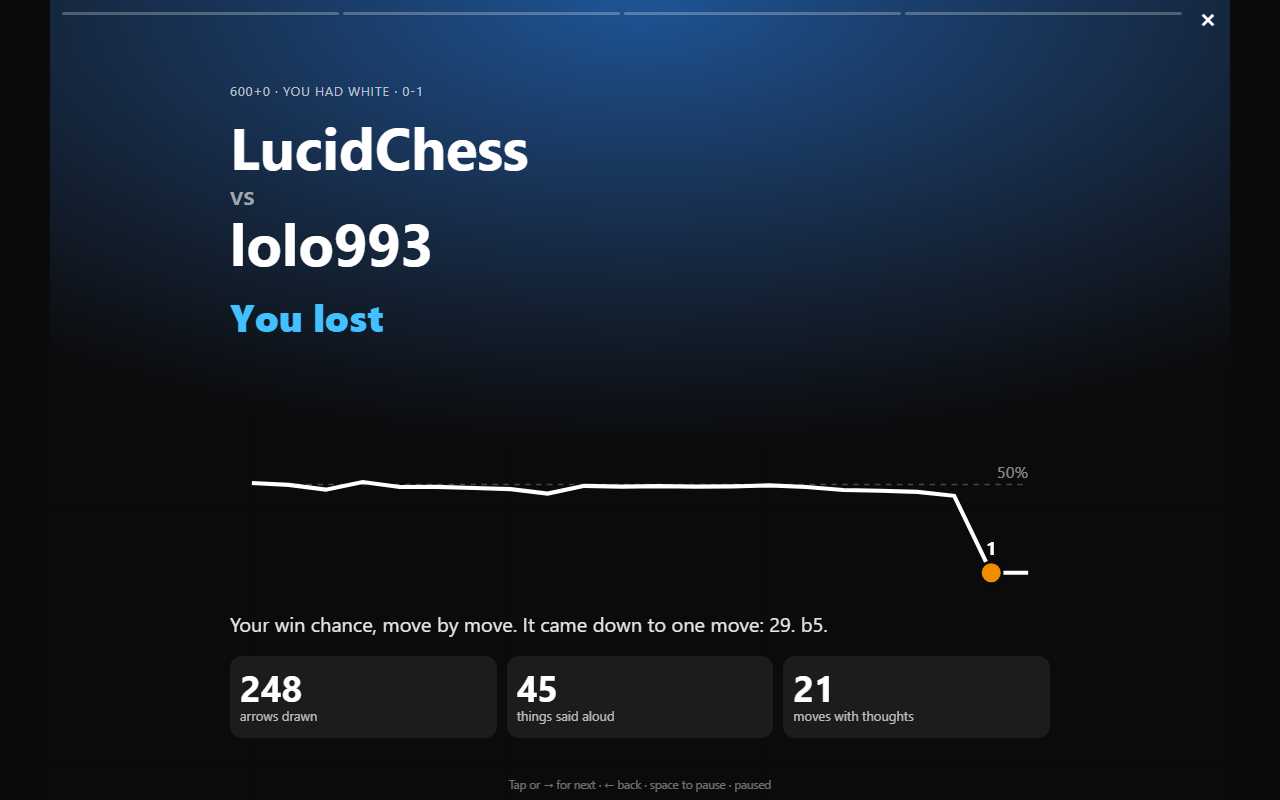 600+0 · YOU HAD WHITE · 0-1
LucidChess
VS
lolo993
You lost
50%
1
Your win chance, move by move. It came down to one move: 29. b5.
248
arrows drawn
45
things said aloud
21
moves with thoughts
Tap or → for next · ← back · space to pause · paused